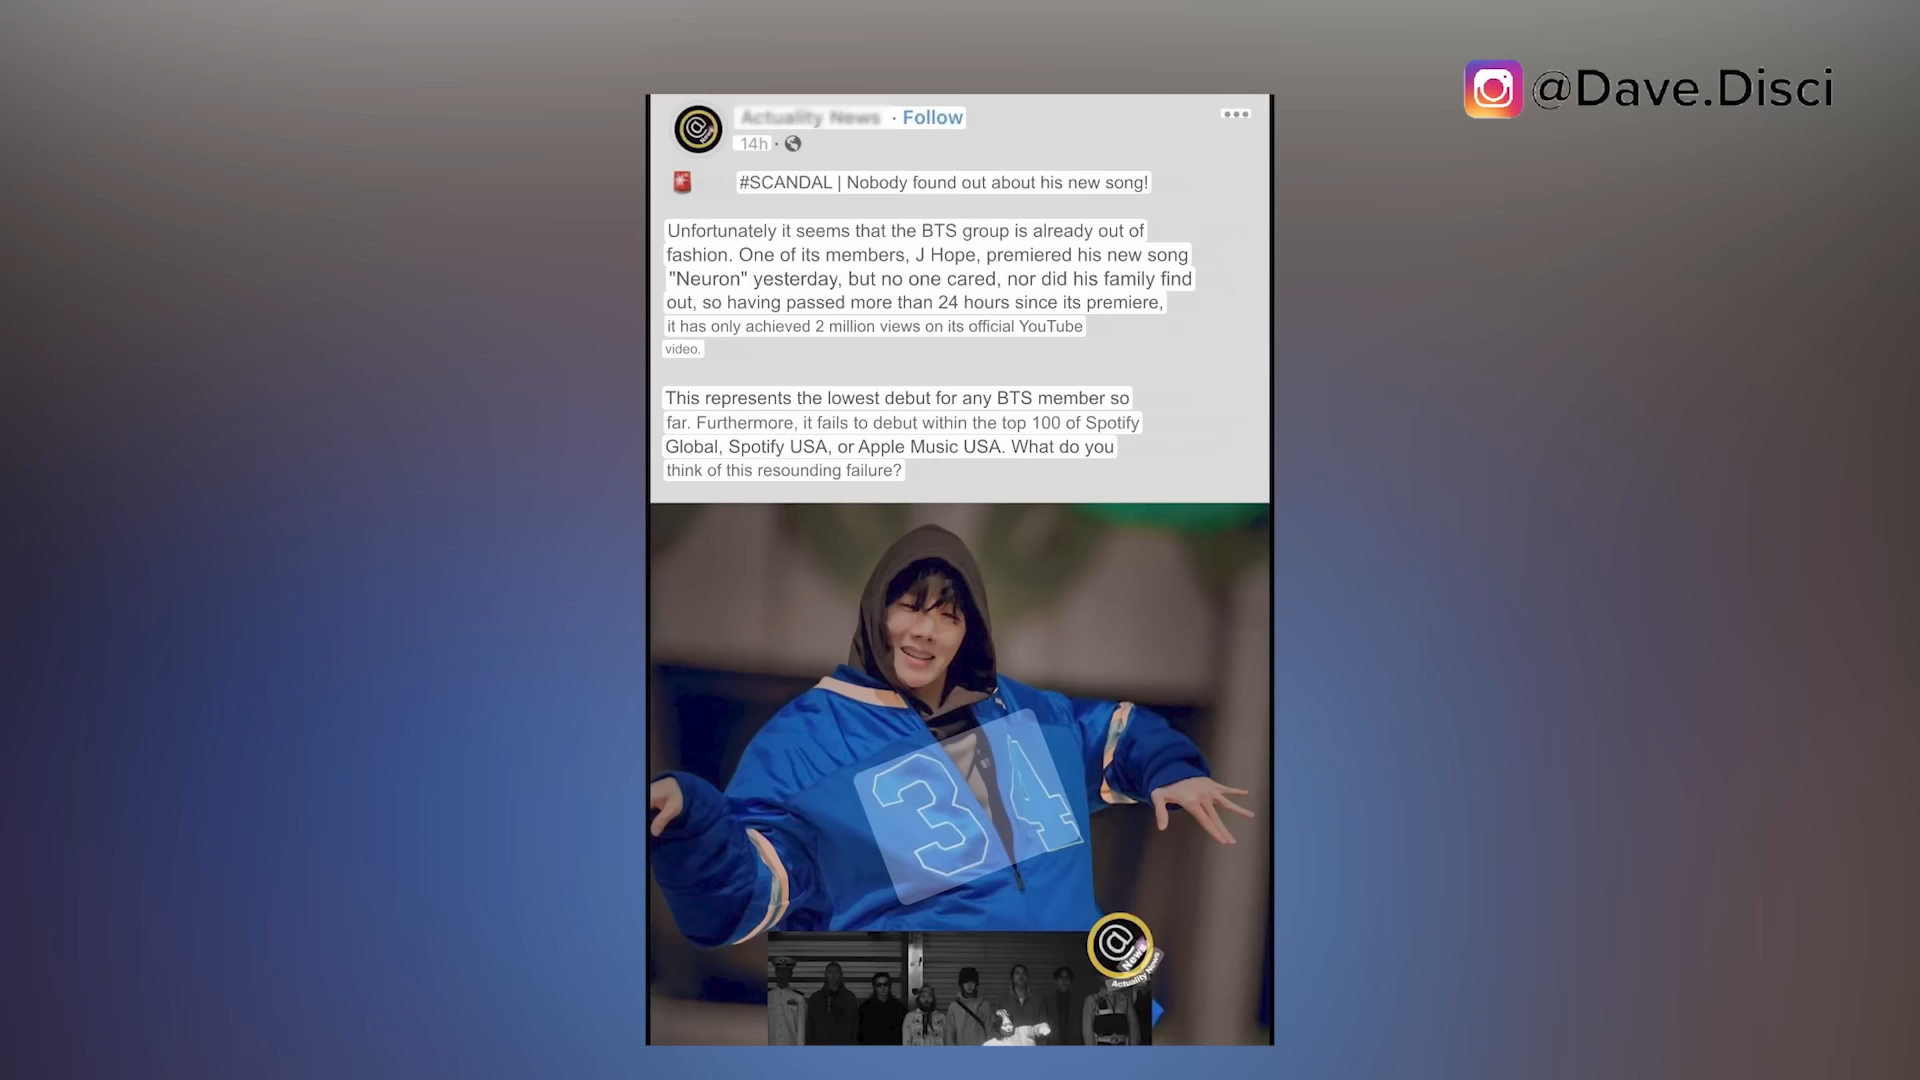 @Dave.Disci
Actuality News · Follow
14h ·
#SCANDAL | Nobody found out about his new song!
Unfortunately it seems that the BTS group is already out of
fashion. One of its members, J Hope, premiered his new song
"Neuron" yesterday, but no one cared, nor did his family find
out, so having passed more than 24 hours since its premiere,
it has only achieved 2 million views on its official YouTube
video.
This represents the lowest debut for any BTS member so
far. Furthermore, it fails to debut within the top 100 of Spotify
Global, Spotify USA, or Apple Music USA. What do you
think of this resounding failure?
34
@
News
Actuality News